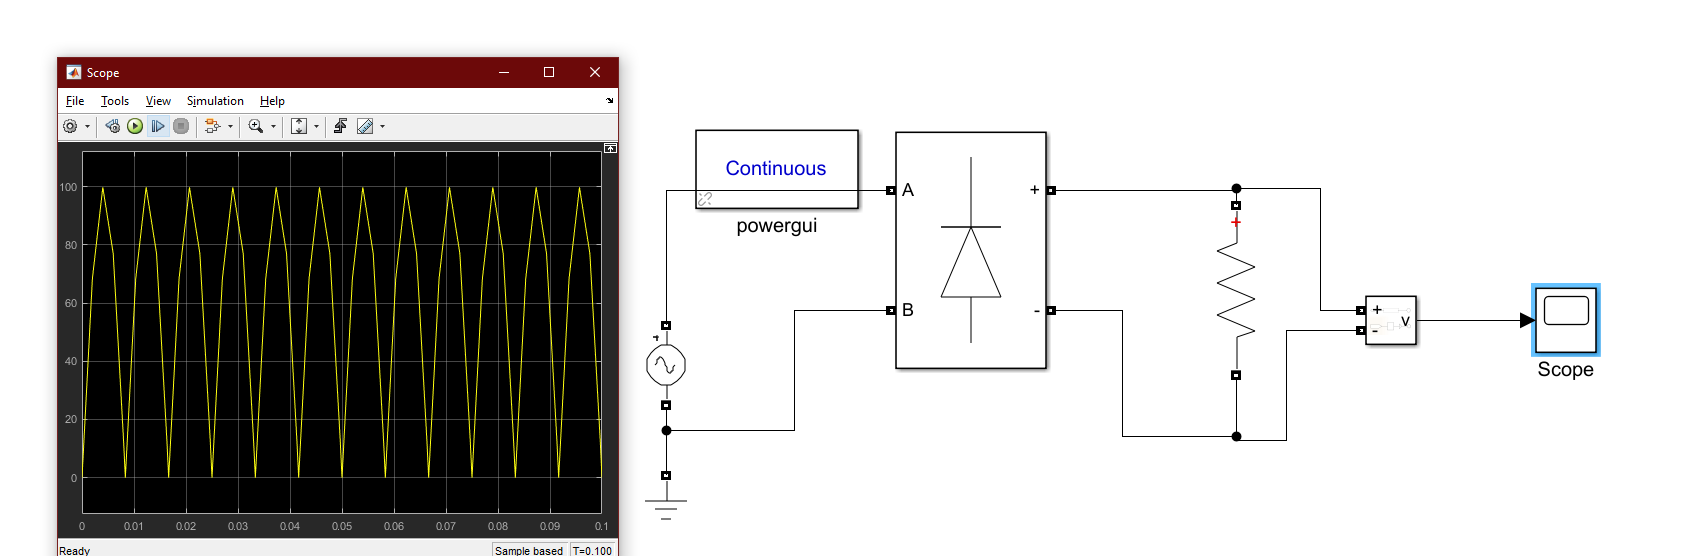 Scope
File Tools View Simulation Help
100
80
60
40
20
0
0 0.01 0.02 0.03 0.04 0.05 0.06 0.07 0.08 0.09 0.1
Ready Sample based T=0.100
Continuous
powergui
A +
B -
+
+
+
- v
Scope